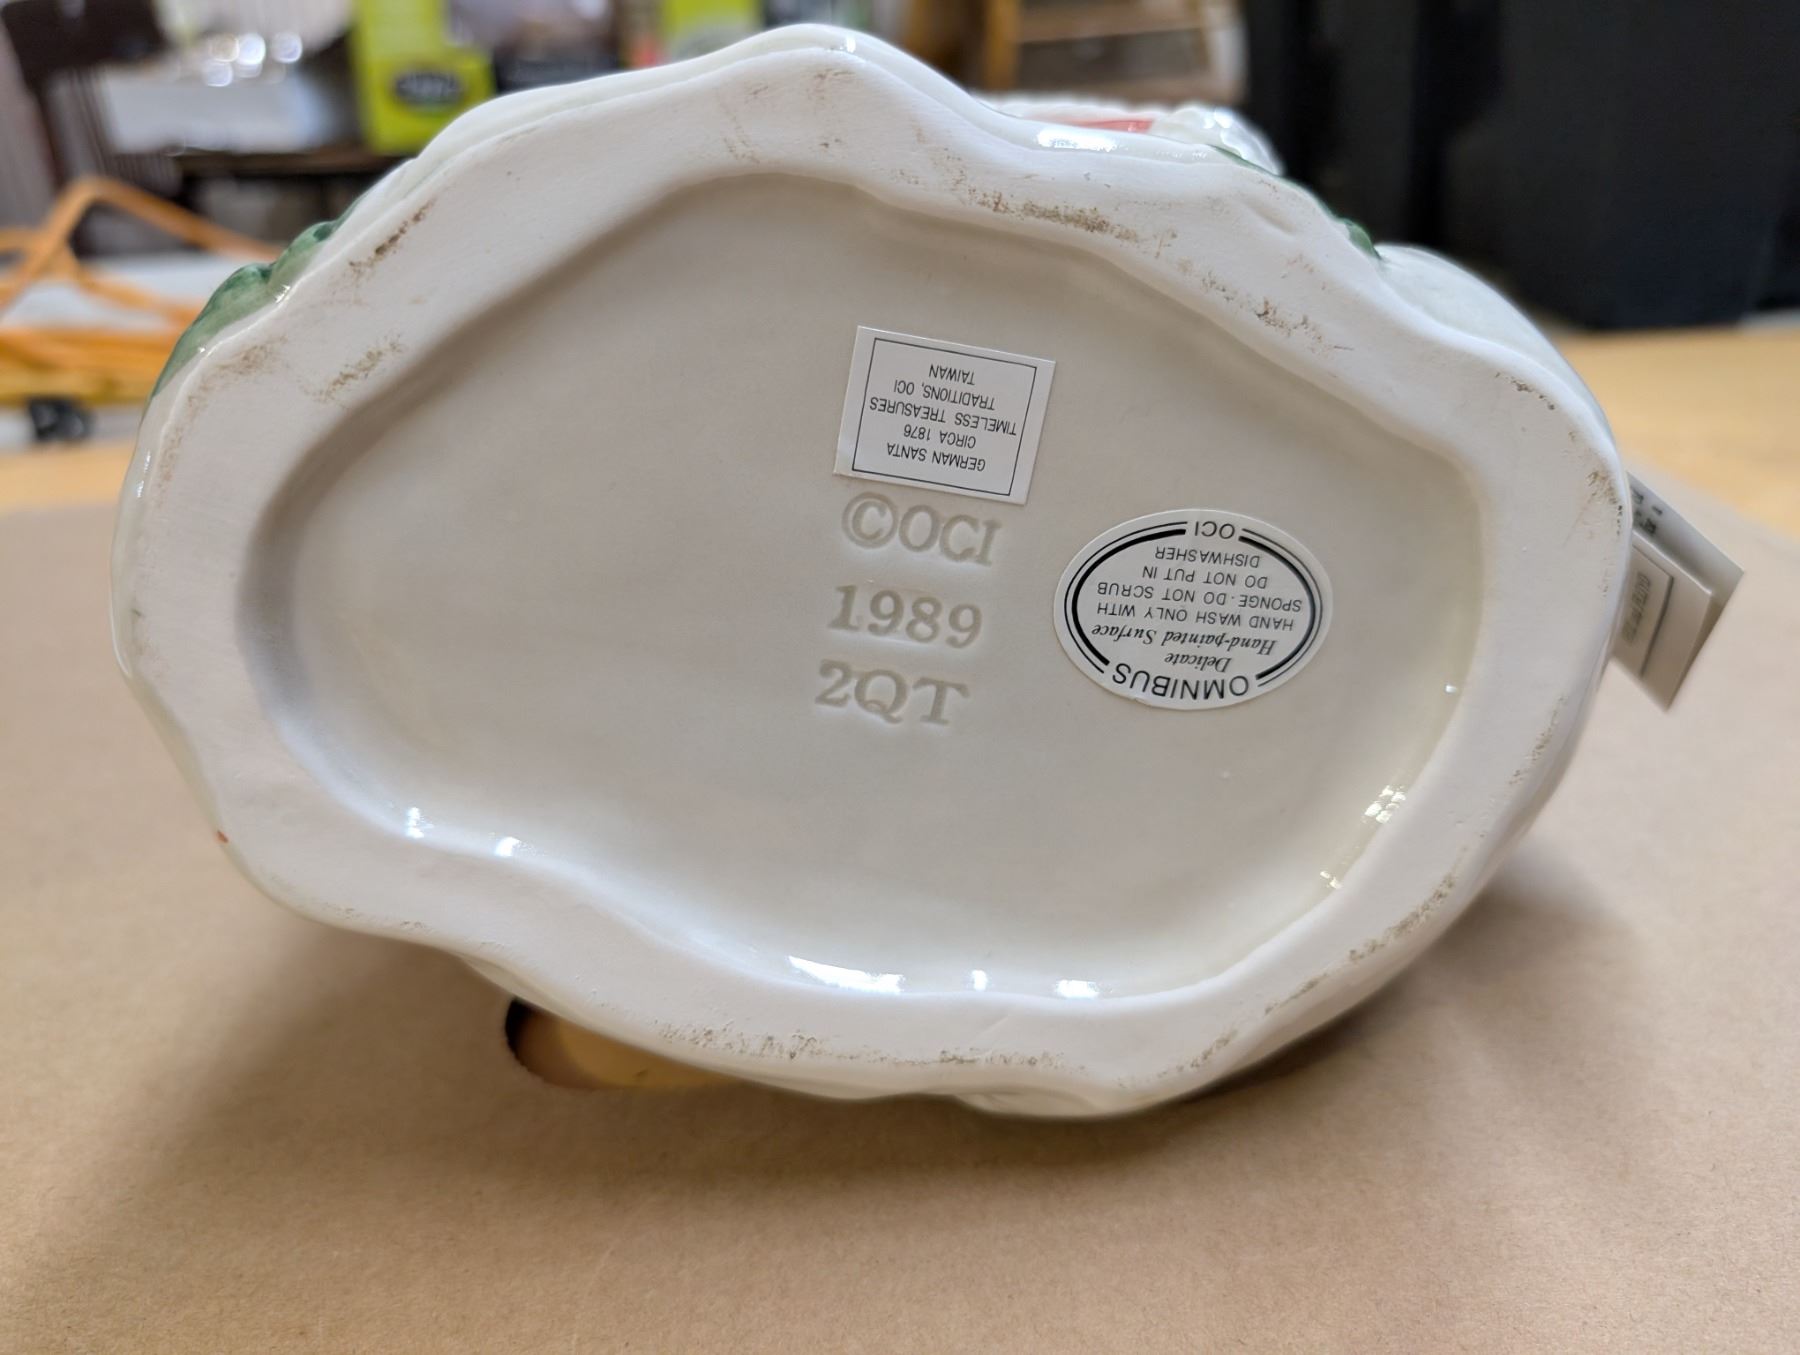 GERMAN SANTA
CIRCA 1876
TIMELESS TREASURES
TRADITIONS, OCI
TAIWAN
©OCI
1989
2QT
OMNIBUS
Delicate
Hand-painted Surface
HAND WASH ONLY WITH
SPONGE · DO NOT SCRUB
DO NOT PUT IN
DISHWASHER
OCI